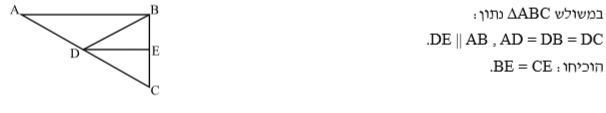 במשולש ΔABC נתון:
DE || AB , AD = DB = DC.
הוכיחו: BE = CE.
A
B
D
E
C